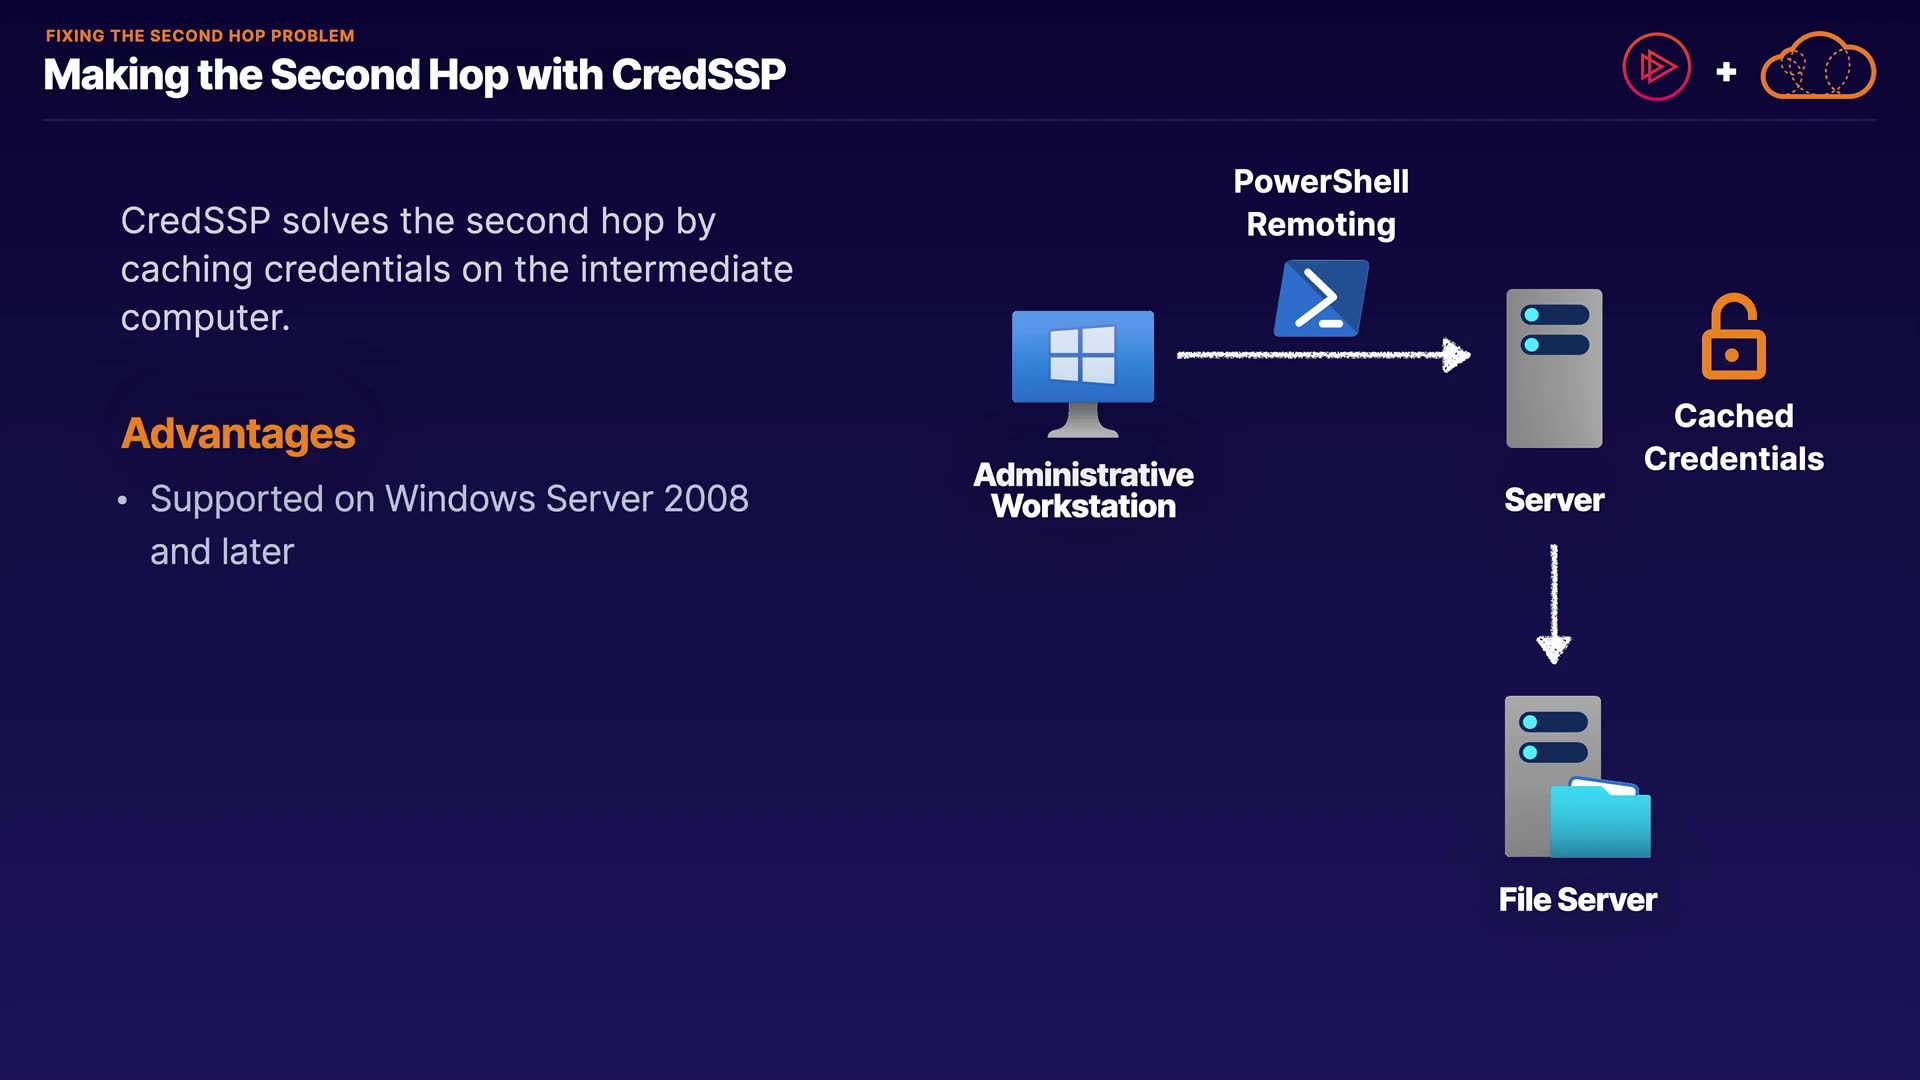 FIXING THE SECOND HOP PROBLEM
Making the Second Hop with CredSSP
+
CredSSP solves the second hop by
caching credentials on the intermediate
computer.
Advantages
• Supported on Windows Server 2008
and later
PowerShell
Remoting
Administrative
Workstation
Server
Cached
Credentials
File Server